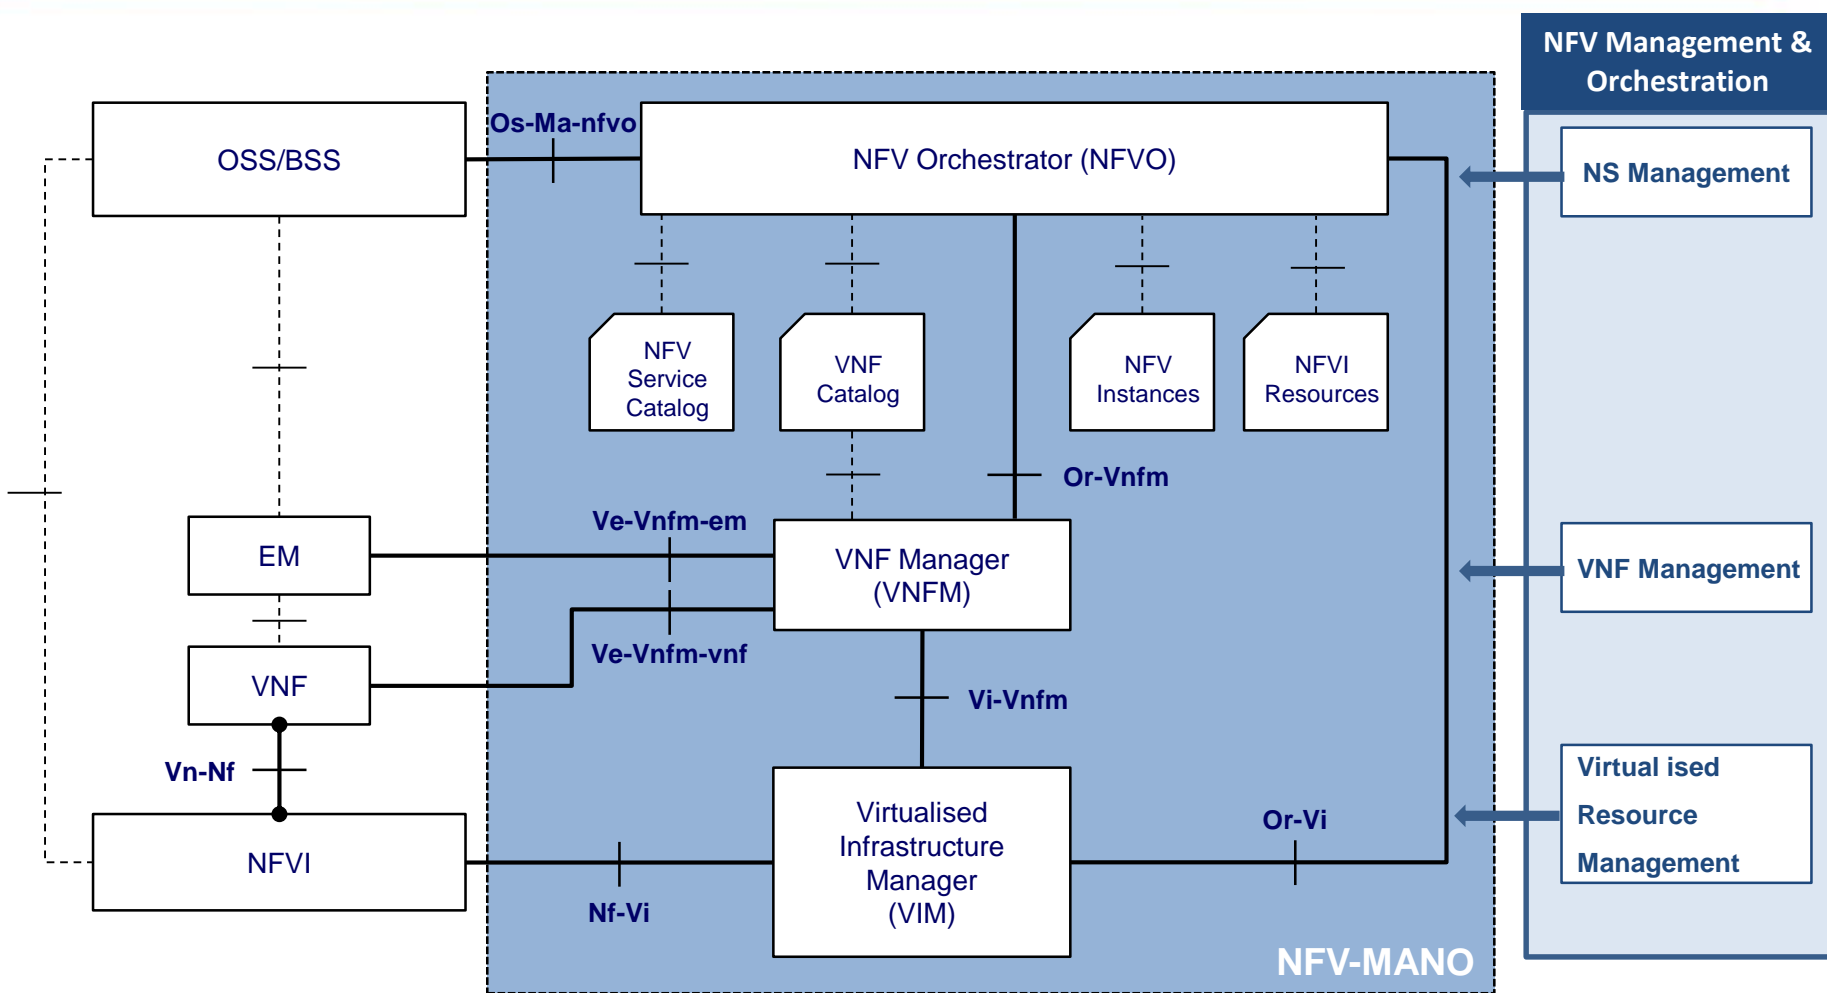 NFV Management &
Orchestration
Os-Ma-nfvo
OSS/BSS
NFV Orchestrator (NFVO)
NS Management
NFV
Service
Catalog
VNF
Catalog
NFV
Instances
NFVI
Resources
Or-Vnfm
Ve-Vnfm-em
EM
VNF Manager
(VNFM)
VNF Management
Ve-Vnfm-vnf
VNF
Vi-Vnfm
Vn-Nf
Virtualised
Infrastructure
Manager
(VIM)
Or-Vi
Virtual ised
Resource
Management
NFVI
Nf-Vi
NFV-MANO